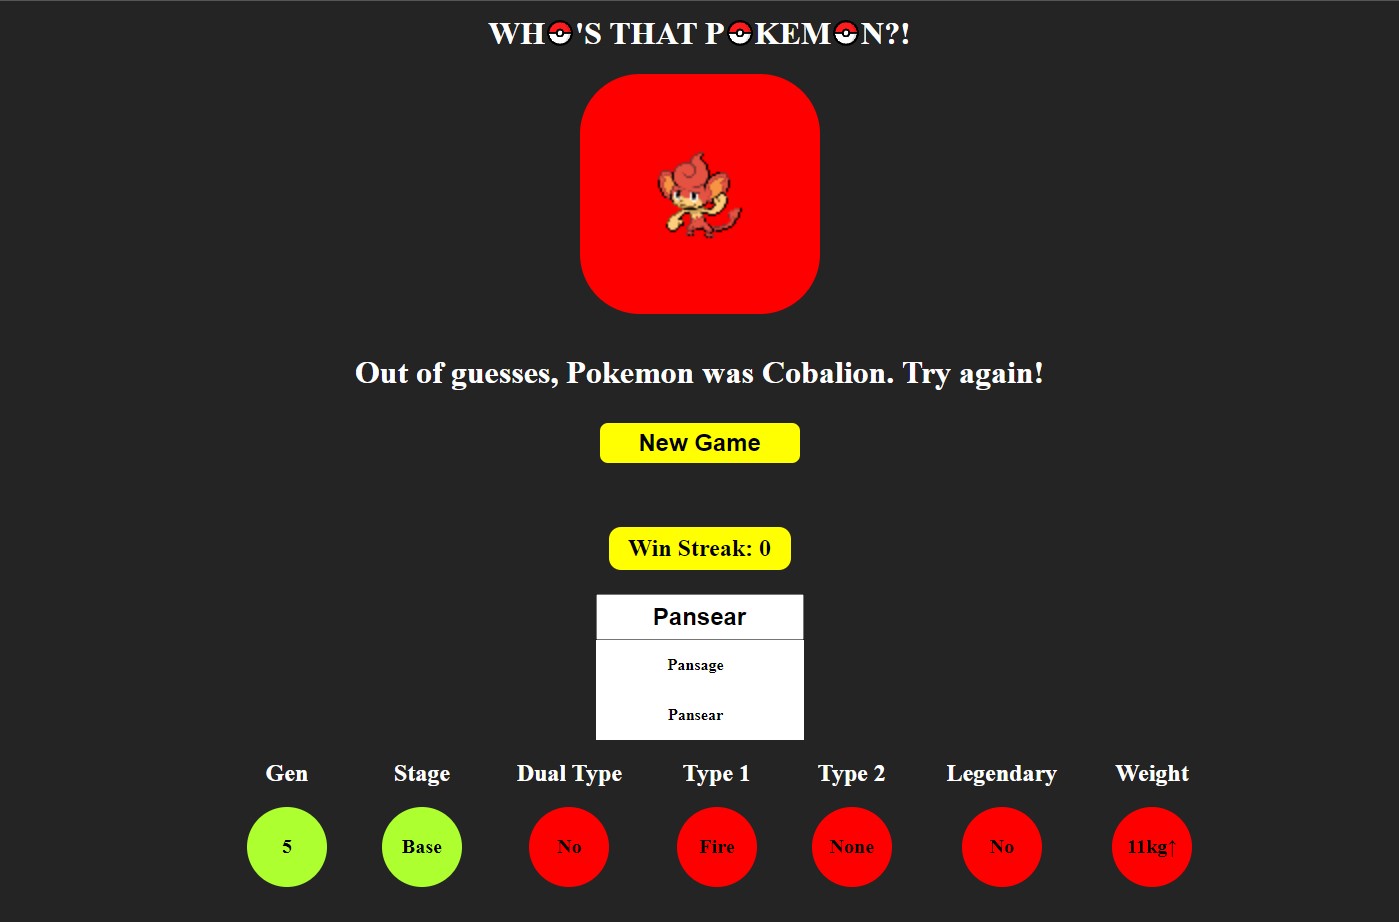 WHO'S THAT POKEMON?!
Out of guesses, Pokemon was Cobalion. Try again!
New Game
Win Streak: 0
Pansear
Pansage
Pansear
Gen Stage Dual Type Type 1 Type 2 Legendary Weight
5 Base No Fire None No 11kg↑